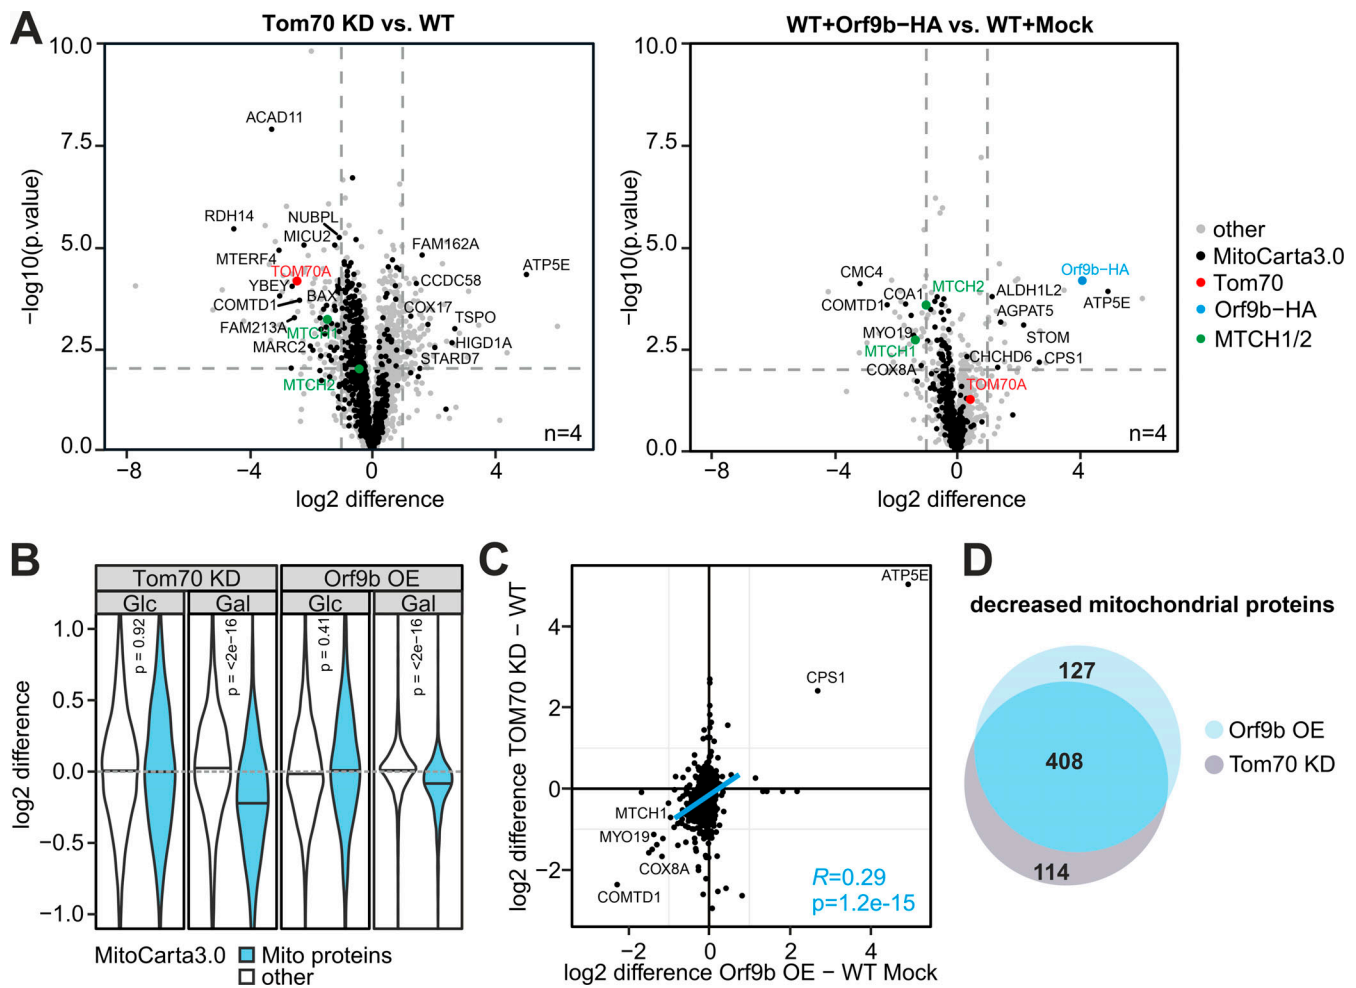 A
Tom70 KD vs. WT
10.0
7.5
5.0
2.5
0.0
−log10(p.value)
ACAD11
RDH14
NUBPL
MICU2
MTERF4
TOM70A
YBEY
BAX
COMTD1
FAM213A
MTCH1
MARC2
MTCH2
FAM162A
CCDC58
ATP5E
COX17
TSPO
HIGD1A
STARD7
n=4
−8
−4
0
4
log2 difference
WT+Orf9b−HA vs. WT+Mock
10.0
7.5
5.0
2.5
0.0
−log10(p.value)
CMC4
COA1
MTCH2
COMTD1
MYO19
MTCH1
COX8A
ALDH1L2
Orf9b−HA
ATP5E
AGPAT5
STOM
CHCHD6
CPS1
TOM70A
n=4
−8
−4
0
4
log2 difference
other
MitoCarta3.0
Tom70
Orf9b−HA
MTCH1/2
B
Tom70 KD
Orf9b OE
Glc
Gal
Glc
Gal
p = 0.92
p = <2e−16
p = 0.41
p = <2e−16
1.0
0.5
0.0
−0.5
−1.0
log2 difference
MitoCarta3.0
Mito proteins
other
C
log2 difference TOM70 KD − WT
4
2
0
−2
ATP5E
CPS1
MTCH1
MYO19
COX8A
COMTD1
R=0.29
p=1.2e-15
−2
0
2
4
log2 difference Orf9b OE − WT Mock
D
decreased mitochondrial proteins
127
408
114
Orf9b OE
Tom70 KD